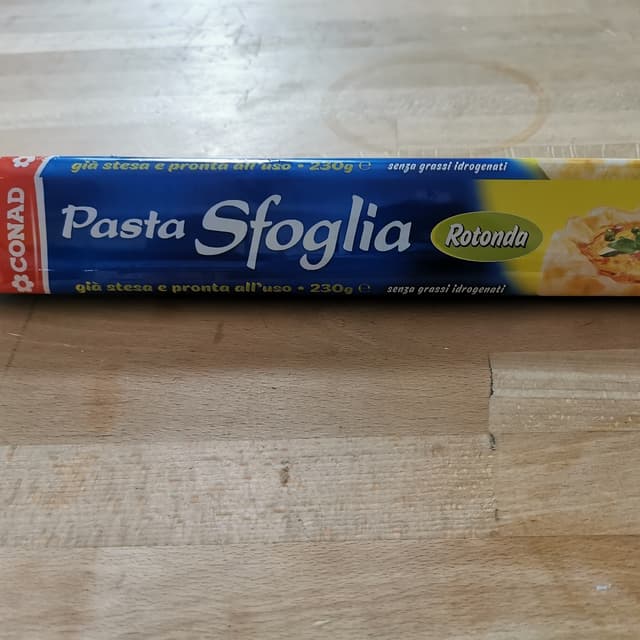 già stesa e pronta all'uso • 230g ℮ senza grassi idrogenati
CONAD
Pasta Sfoglia Rotonda
già stesa e pronta all'uso • 230g ℮ senza grassi idrogenati